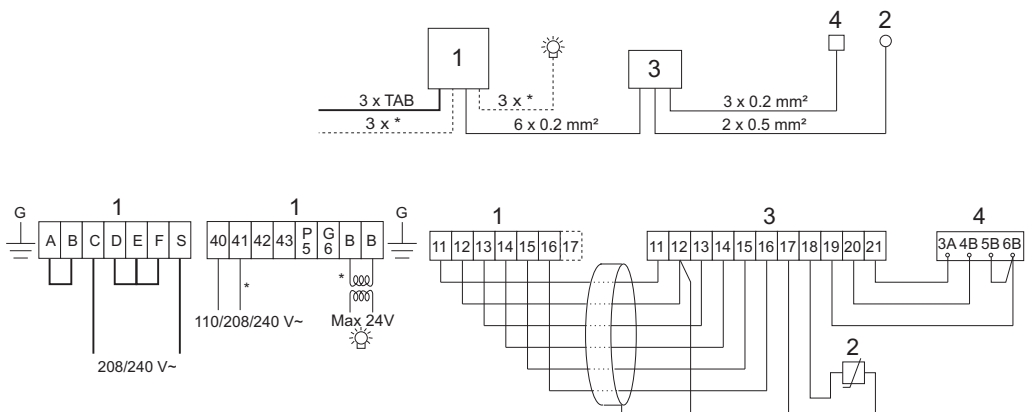 4 2
1
3
3 x TAB
3 x *
3 x *
6 x 0.2 mm²
3 x 0.2 mm²
2 x 0.5 mm²
G 1 1 G 1 3 4
A B C D E F S
40 41 42 43 P5 G6 B B
11 12 13 14 15 16 17
11 12 13 14 15 16 17 18 19 20 21
3A 4B 5B 6B
*
*
110/208/240 V~
Max 24V
2
208/240 V~